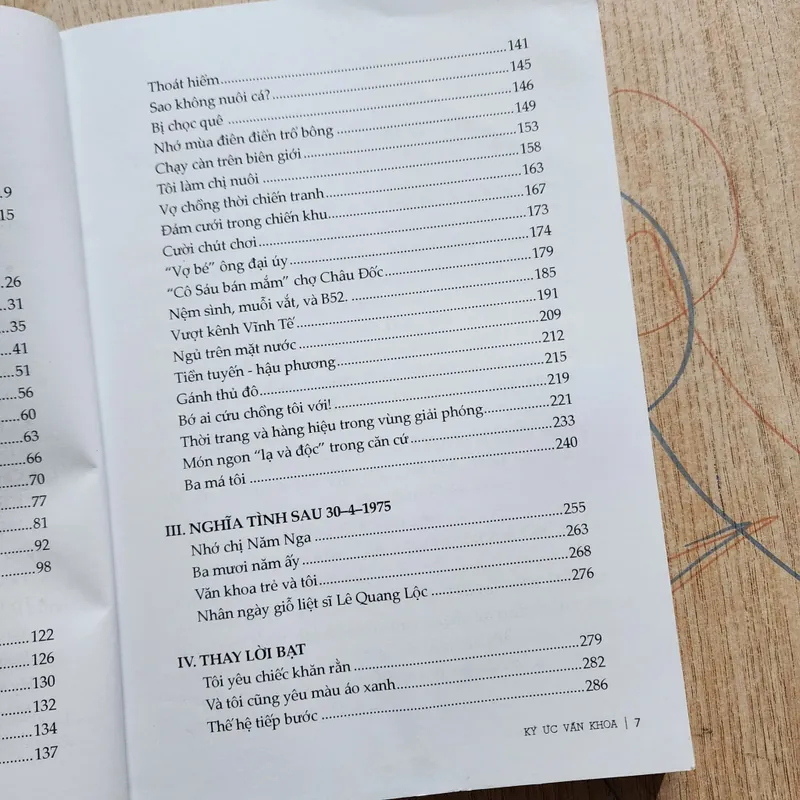 9
15
26
31
35
41
51
56
60
63
66
70
77
81
92
98
122
126
130
132
134
137
Thoát hiểm 141
Sao không nuôi cá? 145
Bị chọc quê 146
Nhớ mùa điên điển trổ bông 149
Chạy càn trên biên giới 153
Tôi làm chị nuôi 158
Vợ chồng thời chiến tranh 163
Đám cưới trong chiến khu 167
Cười chút chơi 173
“Vợ bé” ông đại úy 174
“Cô Sáu bán mắm” chợ Châu Đốc 179
Nệm sình, muỗi vắt, và B52. 185
Vượt kênh Vĩnh Tế 191
Ngủ trên mặt nước 209
Tiền tuyến - hậu phương 212
Gánh thủ đô 215
Bớ ai cứu chồng tôi với! 219
Thời trang và hàng hiệu trong vùng giải phóng 221
Món ngon “lạ và độc” trong căn cứ 233
Ba má tôi 240
III. NGHĨA TÌNH SAU 30–4–1975
Nhớ chị Năm Nga 255
Ba mươi năm ấy 263
Văn khoa trẻ và tôi 268
Nhân ngày giỗ liệt sĩ Lê Quang Lộc 276
IV. THAY LỜI BẠT
Tôi yêu chiếc khăn rằn 279
Và tôi cũng yêu màu áo xanh 282
Thế hệ tiếp bước 286
KÝ ỨC VĂN KHOA | 7